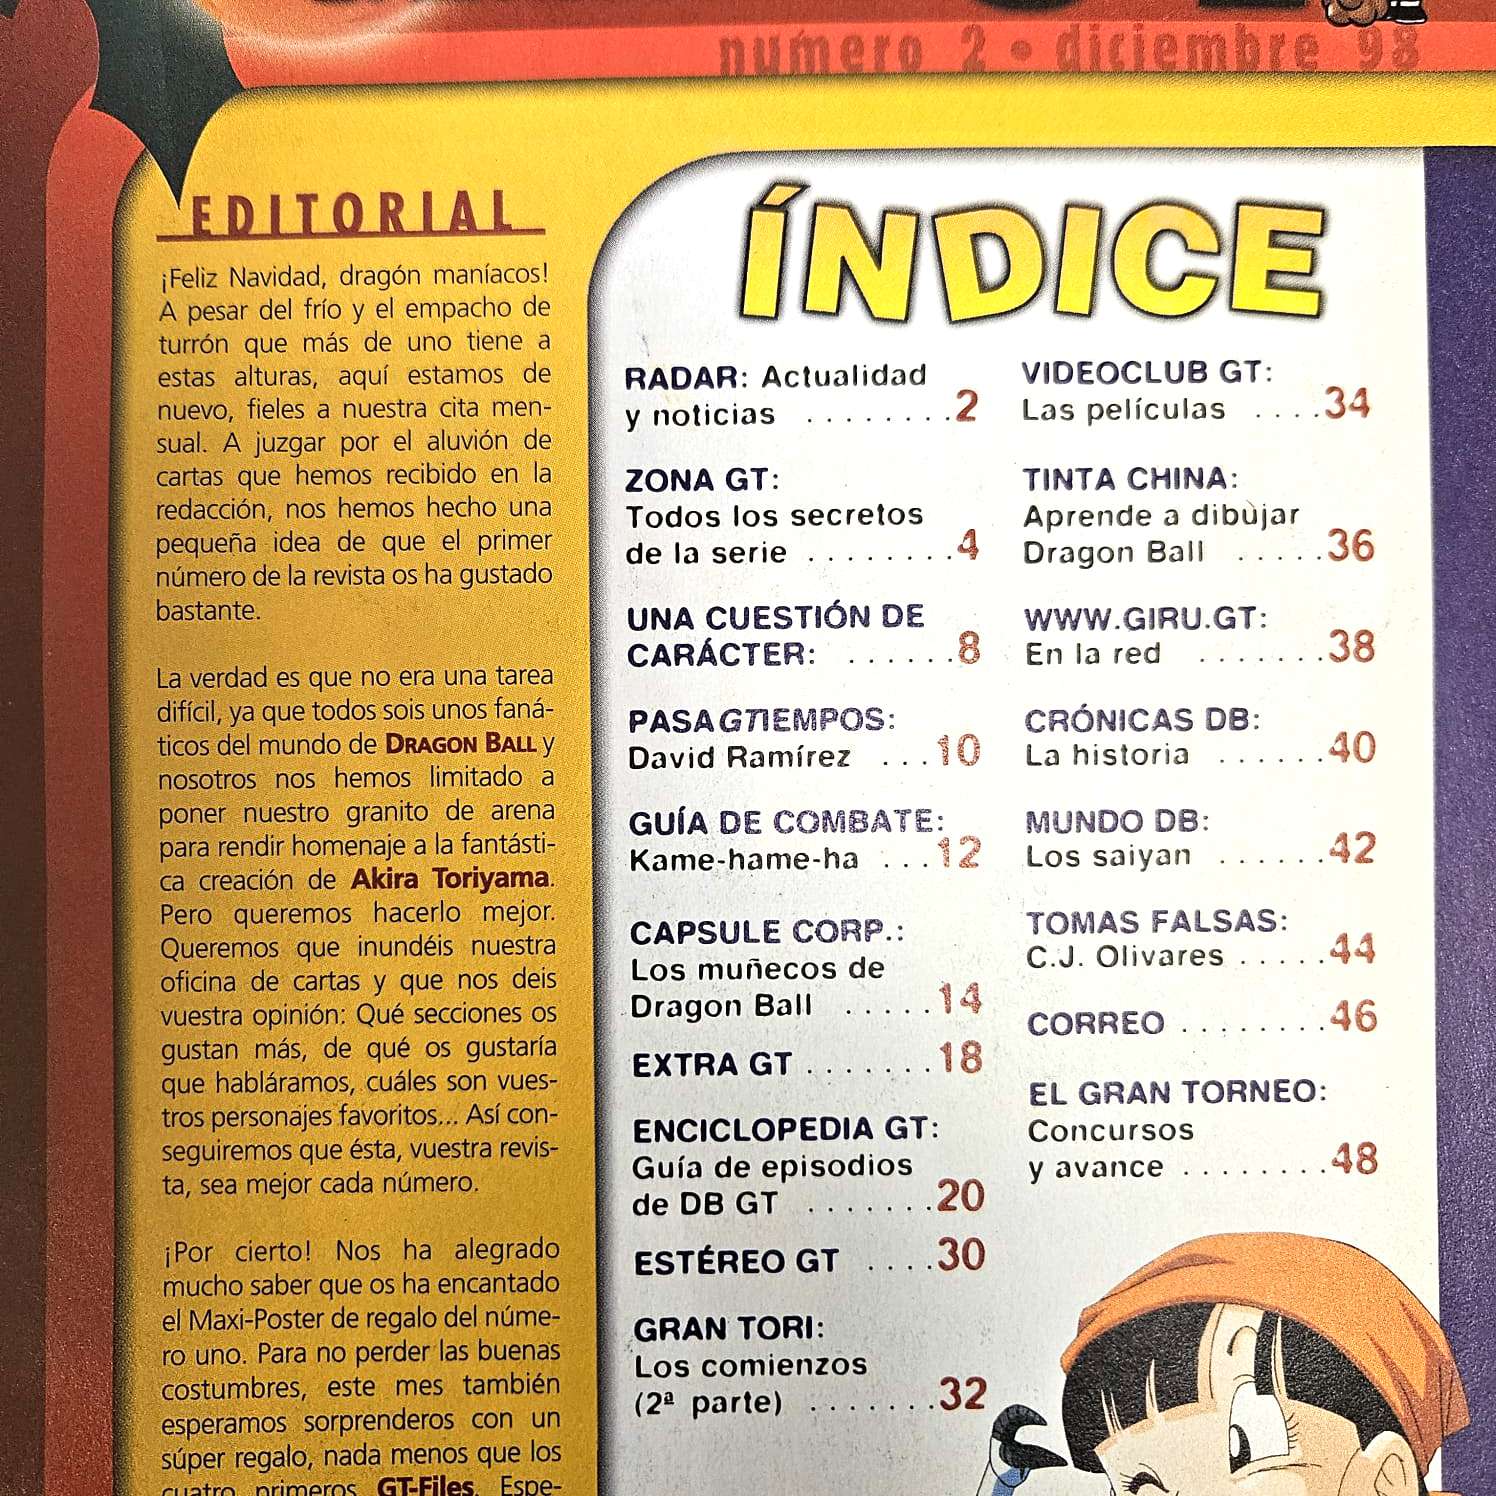 número 2 • diciembre 98
EDITORIAL
¡Feliz Navidad, dragón maníacos!
A pesar del frío y el empacho de
turrón que más de uno tiene a
estas alturas, aquí estamos de
nuevo, fieles a nuestra cita men-
sual. A juzgar por el aluvión de
cartas que hemos recibido en la
redacción, nos hemos hecho una
pequeña idea de que el primer
número de la revista os ha gustado
bastante.
La verdad es que no era una tarea
difícil, ya que todos sois unos faná-
ticos del mundo de DRAGON BALL y
nosotros nos hemos limitado a
poner nuestro granito de arena
para rendir homenaje a la fantásti-
ca creación de Akira Toriyama.
Pero queremos hacerlo mejor.
Queremos que inundéis nuestra
oficina de cartas y que nos deis
vuestra opinión: Qué secciones os
gustan más, de qué os gustaría
que habláramos, cuáles son vues-
tros personajes favoritos... Así con-
seguiremos que ésta, vuestra revis-
ta, sea mejor cada número.
¡Por cierto! Nos ha alegrado
mucho saber que os ha encantado
el Maxi-Poster de regalo del núme-
ro uno. Para no perder las buenas
costumbres, este mes también
esperamos sorprenderos con un
súper regalo, nada menos que los
cuatro primeros GT-Files. Espe-
ÍNDICE
RADAR: Actualidad
y noticias ........2
ZONA GT:
Todos los secretos
de la serie ........4
UNA CUESTIÓN DE
CARÁCTER: ......8
PASAGTIEMPOS:
David Ramírez ...10
GUÍA DE COMBATE:
Kame-hame-ha ...12
CAPSULE CORP.:
Los muñecos de
Dragon Ball .....14
EXTRA GT .......18
ENCICLOPEDIA GT:
Guía de episodios
de DB GT .......20
ESTÉREO GT ....30
GRAN TORI:
Los comienzos
(2ª parte) .......32
VIDEOCLUB GT:
Las películas ....34
TINTA CHINA:
Aprende a dibujar
Dragon Ball .....36
WWW.GIRU.GT:
En la red .......38
CRÓNICAS DB:
La historia ......40
MUNDO DB:
Los saiyan ......42
TOMAS FALSAS:
C.J. Olivares .....44
CORREO ........46
EL GRAN TORNEO:
Concursos
y avance ........48